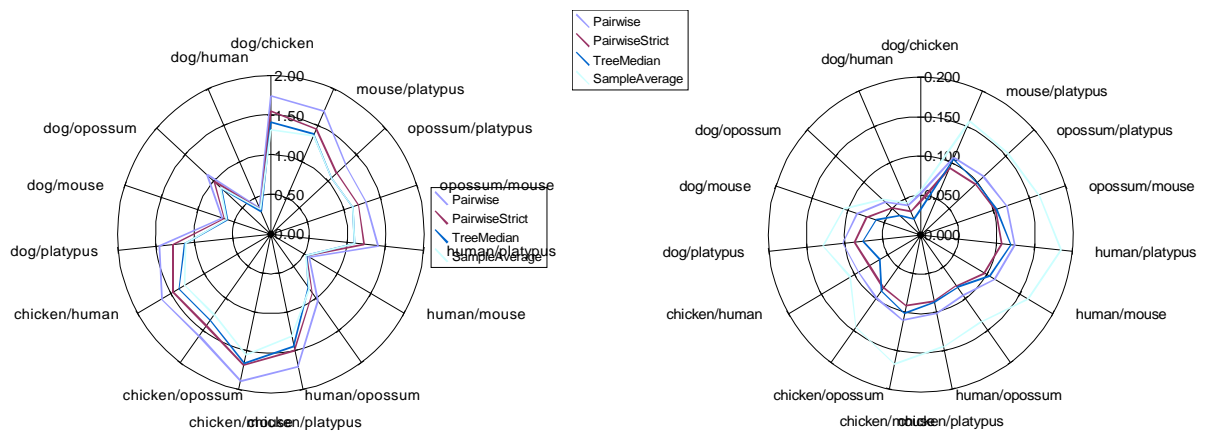 dog/chicken
dog/human
2.00
mouse/platypus
1.50
dog/opossum
opossum/platypus
1.00
dog/mouse
opossum/mouse
0.50
Pairwise
PairwiseStrict
TreeMedian
SampleAverage
0.00
human/platypus
dog/platypus
chicken/human
human/mouse
chicken/opossum
human/opossum
chicken/mouse
chicken/platypus
Pairwise
PairwiseStrict
TreeMedian
SampleAverage
dog/chicken
dog/human
0.200
mouse/platypus
0.150
dog/opossum
opossum/platypus
0.100
dog/mouse
opossum/mouse
0.050
0.000
dog/platypus
human/platypus
chicken/human
human/mouse
chicken/opossum
human/opossum
chicken/mouse
chicken/platypus